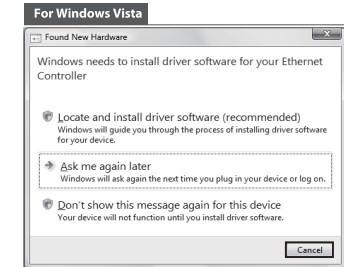 For Windows Vista
Found New Hardware
Windows needs to install driver software for your Ethernet
Controller
Locate and install driver software (recommended)
Windows will guide you through the process of installing driver software
for your device.
Ask me again later
Windows will ask again the next time you plug in your device or log on.
Don't show this message again for this device
Your device will not function until you install driver software.
Cancel